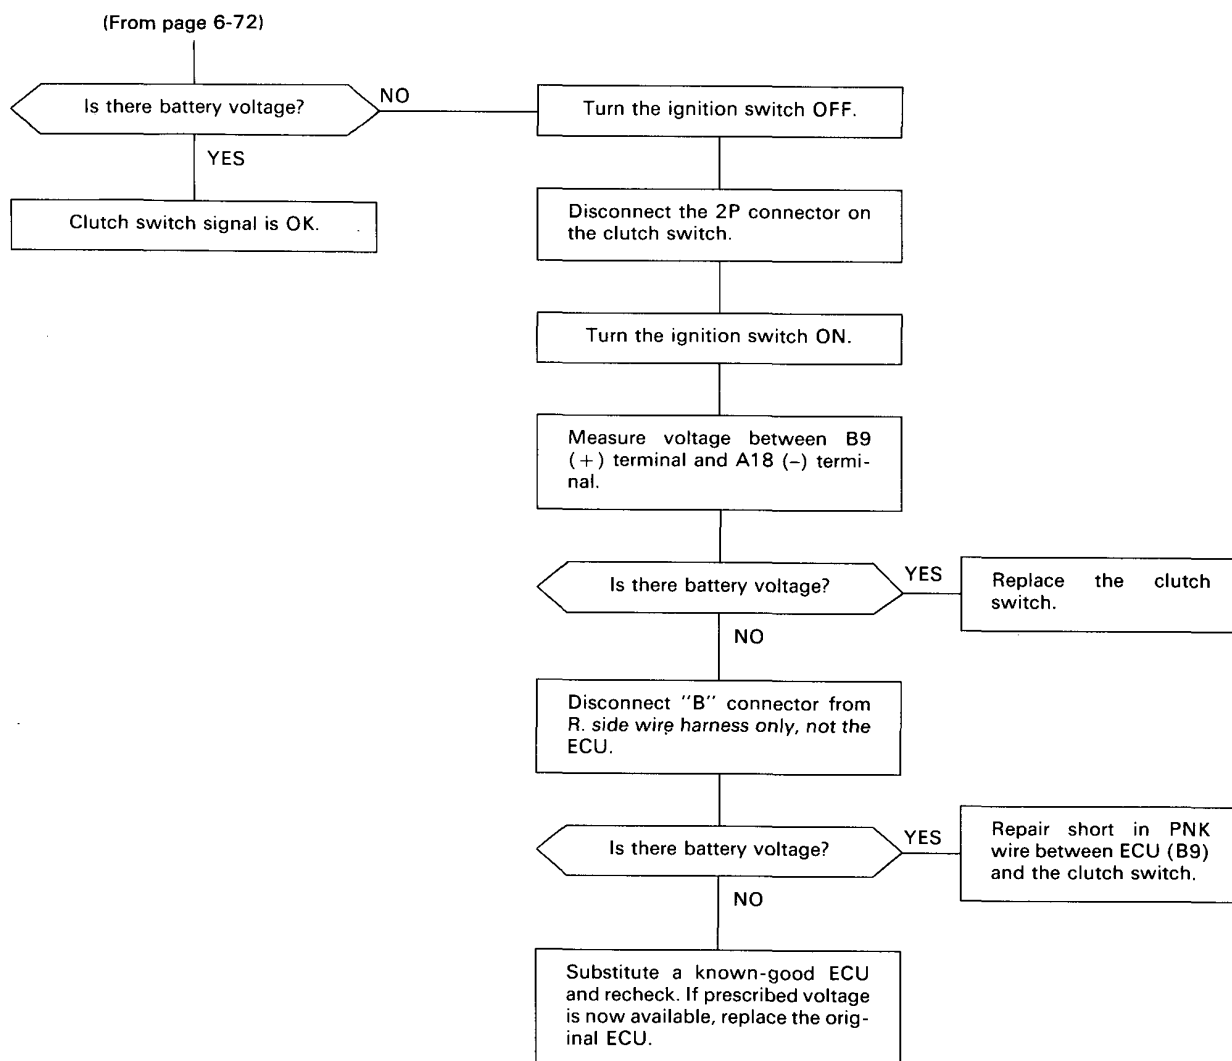 (From page 6-72)
Is there battery voltage?
NO
YES
Clutch switch signal is OK.
Turn the ignition switch OFF.
Disconnect the 2P connector on
the clutch switch.
Turn the ignition switch ON.
Measure voltage between B9
(+) terminal and A18 (–) termi-
nal.
Is there battery voltage?
YES
Replace the clutch
switch.
NO
Disconnect "B" connector from
R. side wire harness only, not the
ECU.
Is there battery voltage?
YES
Repair short in PNK
wire between ECU (B9)
and the clutch switch.
NO
Substitute a known-good ECU
and recheck. If prescribed voltage
is now available, replace the orig-
inal ECU.